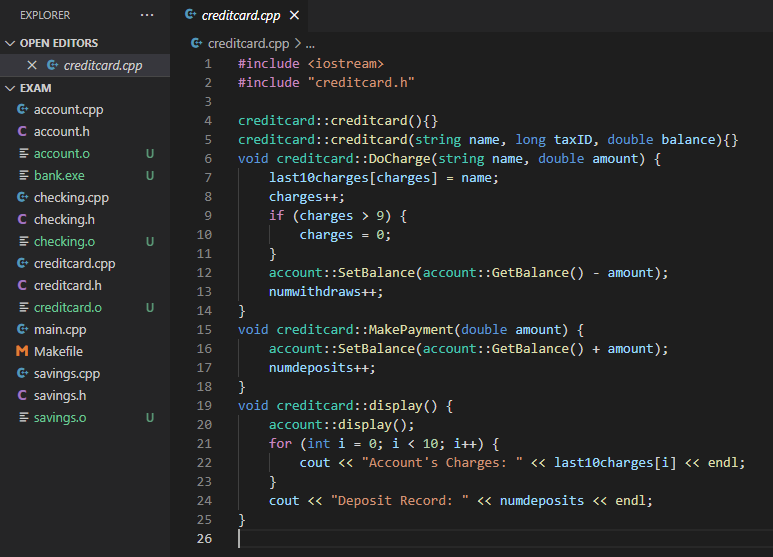 EXPLORER ...
OPEN EDITORS
creditcard.cpp
EXAM
account.cpp
account.h
account.o U
bank.exe U
checking.cpp
checking.h
checking.o U
creditcard.cpp
creditcard.h
creditcard.o U
main.cpp
Makefile
savings.cpp
savings.h
savings.o U
creditcard.cpp
creditcard.cpp > ...
1 #include <iostream>
2 #include "creditcard.h"
3
4 creditcard::creditcard(){}
5 creditcard::creditcard(string name, long taxID, double balance){}
6 void creditcard::DoCharge(string name, double amount) {
7     last10charges[charges] = name;
8     charges++;
9     if (charges > 9) {
10         charges = 0;
11     }
12     account::SetBalance(account::GetBalance() - amount);
13     numwithdraws++;
14 }
15 void creditcard::MakePayment(double amount) {
16     account::SetBalance(account::GetBalance() + amount);
17     numdeposits++;
18 }
19 void creditcard::display() {
20     account::display();
21     for (int i = 0; i < 10; i++) {
22         cout << "Account's Charges: " << last10charges[i] << endl;
23     }
24     cout << "Deposit Record: " << numdeposits << endl;
25 }
26